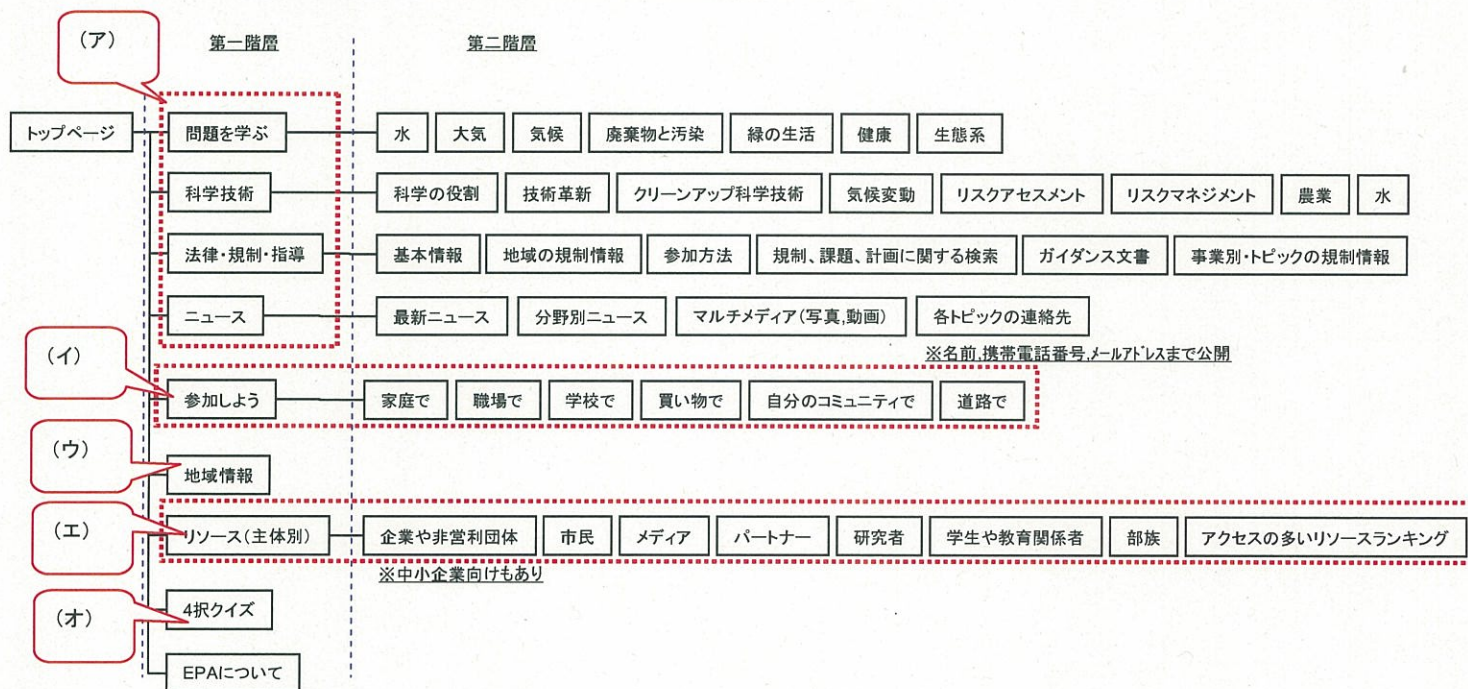 (ア)
第一階層 第二階層
トップページ 問題を学ぶ 水 大気 気候 廃棄物と汚染 緑の生活 健康 生態系
科学技術 科学の役割 技術革新 クリーンアップ科学技術 気候変動 リスクアセスメント リスクマネジメント 農業 水
法律・規制・指導 基本情報 地域の規制情報 参加方法 規制、課題、計画に関する検索 ガイダンス文書 事業別・トピックの規制情報
ニュース 最新ニュース 分野別ニュース マルチメディア(写真,動画) 各トピックの連絡先
※名前,携帯電話番号,メールアドレスまで公開
(イ)
参加しよう 家庭で 職場で 学校で 買い物で 自分のコミュニティで 道路で
(ウ)
地域情報
(エ)
リソース(主体別) 企業や非営利団体 市民 メディア パートナー 研究者 学生や教育関係者 部族 アクセスの多いリソースランキング
※中小企業向けもあり
(オ)
4択クイズ
EPAについて